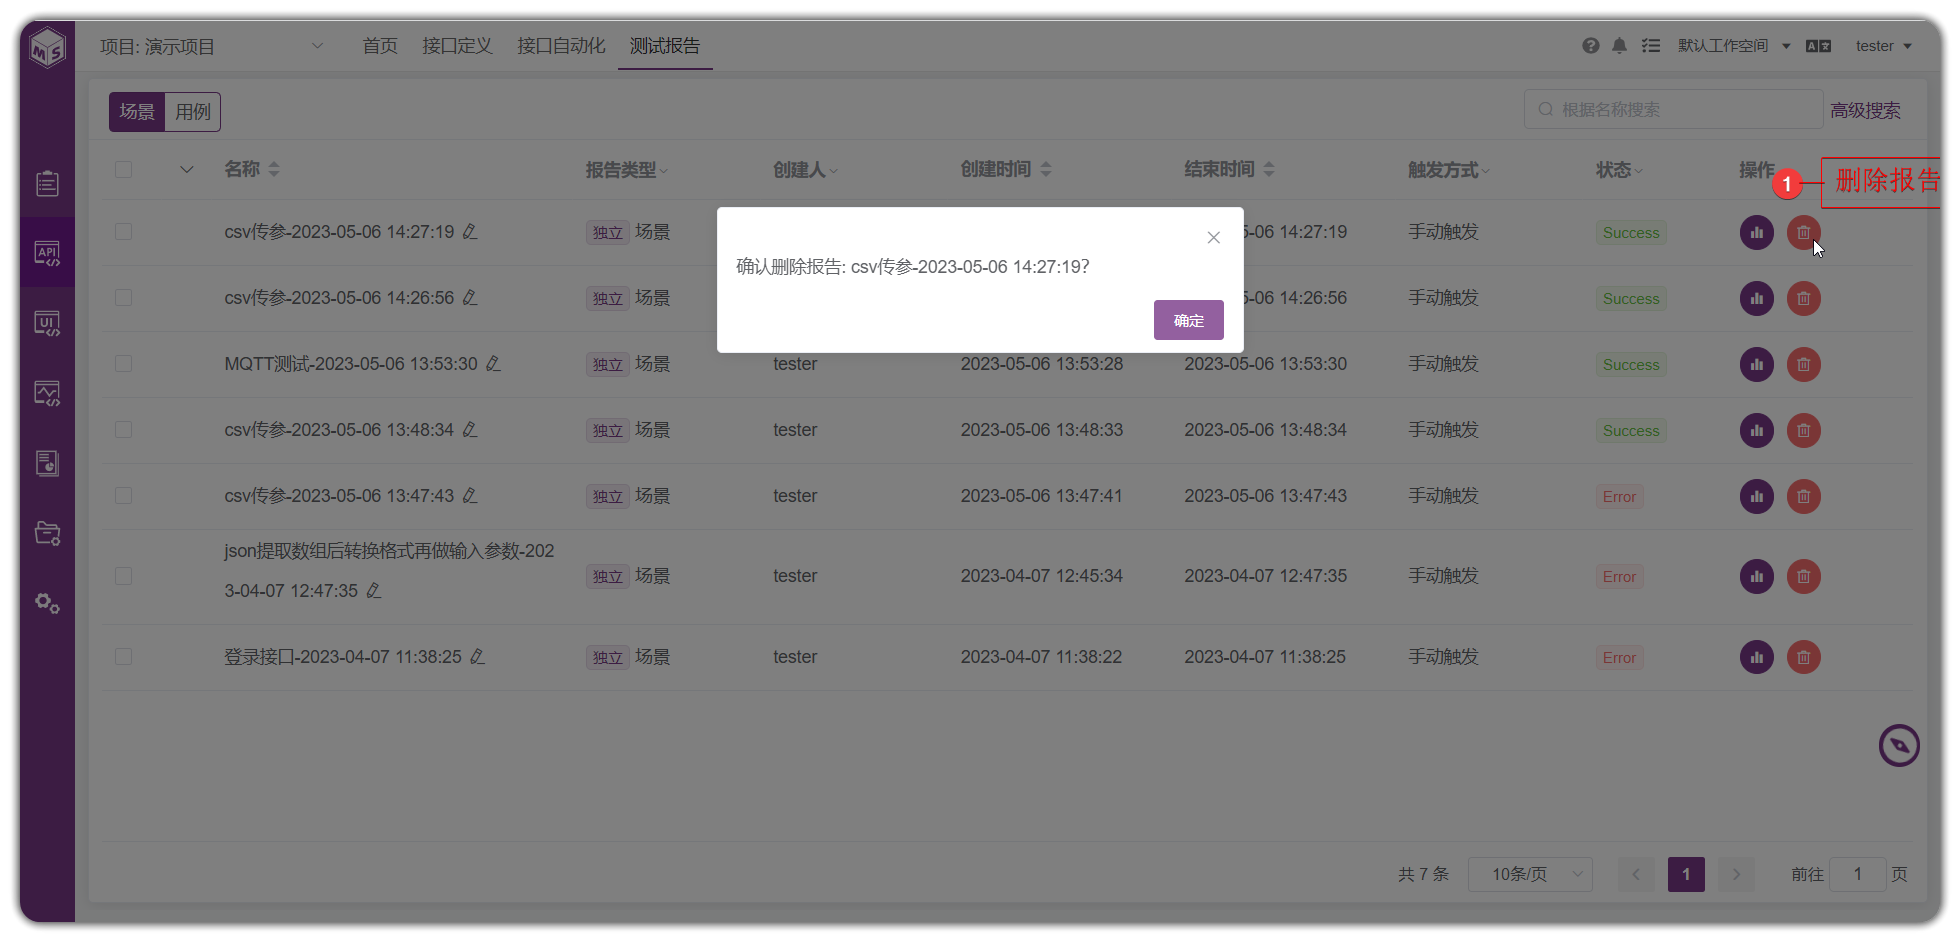 MS
项目: 演示项目
首页 接口定义 接口自动化 测试报告
默认工作空间
A 文
tester
场景 用例
根据名称搜索
高级搜索
名称 报告类型 创建人 创建时间 结束时间 触发方式 状态 操作
1 删除报告
csv传参-2023-05-06 14:27:19 独立 场景 5-06 14:27:19 手动触发 Success
API
确认删除报告: csv传参-2023-05-06 14:27:19?
确定
csv传参-2023-05-06 14:26:56 独立 场景 5-06 14:26:56 手动触发 Success
UI
MQTT测试-2023-05-06 13:53:30 独立 场景 tester 2023-05-06 13:53:28 2023-05-06 13:53:30 手动触发 Success
csv传参-2023-05-06 13:48:34 独立 场景 tester 2023-05-06 13:48:33 2023-05-06 13:48:34 手动触发 Success
csv传参-2023-05-06 13:47:43 独立 场景 tester 2023-05-06 13:47:41 2023-05-06 13:47:43 手动触发 Error
json提取数组后转换格式再做输入参数-202
3-04-07 12:47:35 独立 场景 tester 2023-04-07 12:45:34 2023-04-07 12:47:35 手动触发 Error
登录接口-2023-04-07 11:38:25 独立 场景 tester 2023-04-07 11:38:22 2023-04-07 11:38:25 手动触发 Error
共 7 条 10条/页 1 前往 1 页